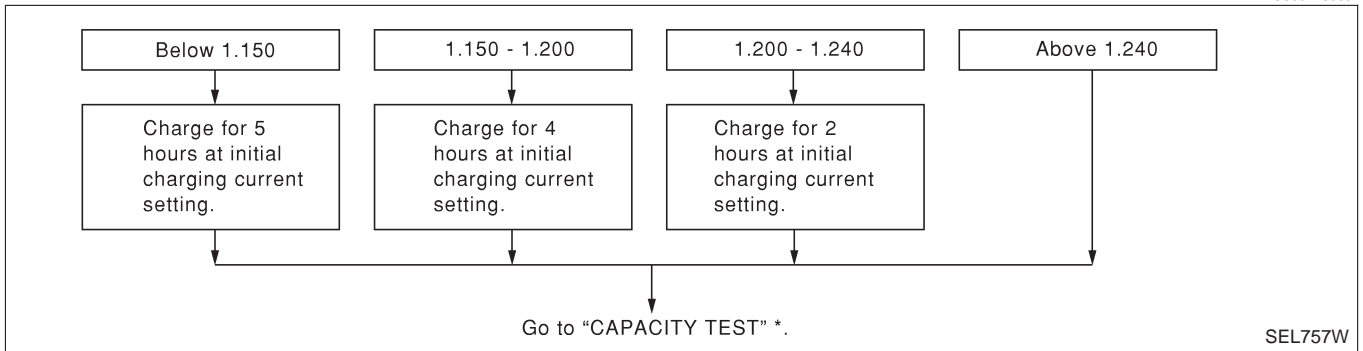 Below 1.150
1.150 - 1.200
1.200 - 1.240
Above 1.240
Charge for 5
hours at initial
charging current
setting.
Charge for 4
hours at initial
charging current
setting.
Charge for 2
hours at initial
charging current
setting.
Go to “CAPACITY TEST” *.
SEL757W